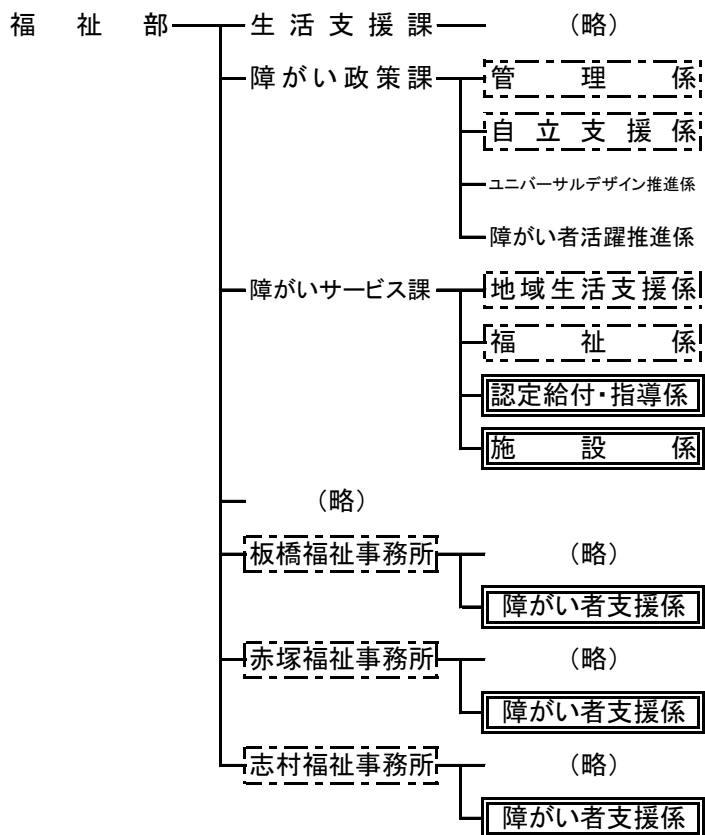 福祉部 生活支援課 （略）
障がい政策課 管理係
自立支援係
ユニバーサルデザイン推進係
障がい者活躍推進係
障がいサービス課 地域生活支援係
福祉係
認定給付・指導係
施設係
（略）
板橋福祉事務所 （略）
障がい者支援係
赤塚福祉事務所 （略）
障がい者支援係
志村福祉事務所 （略）
障がい者支援係